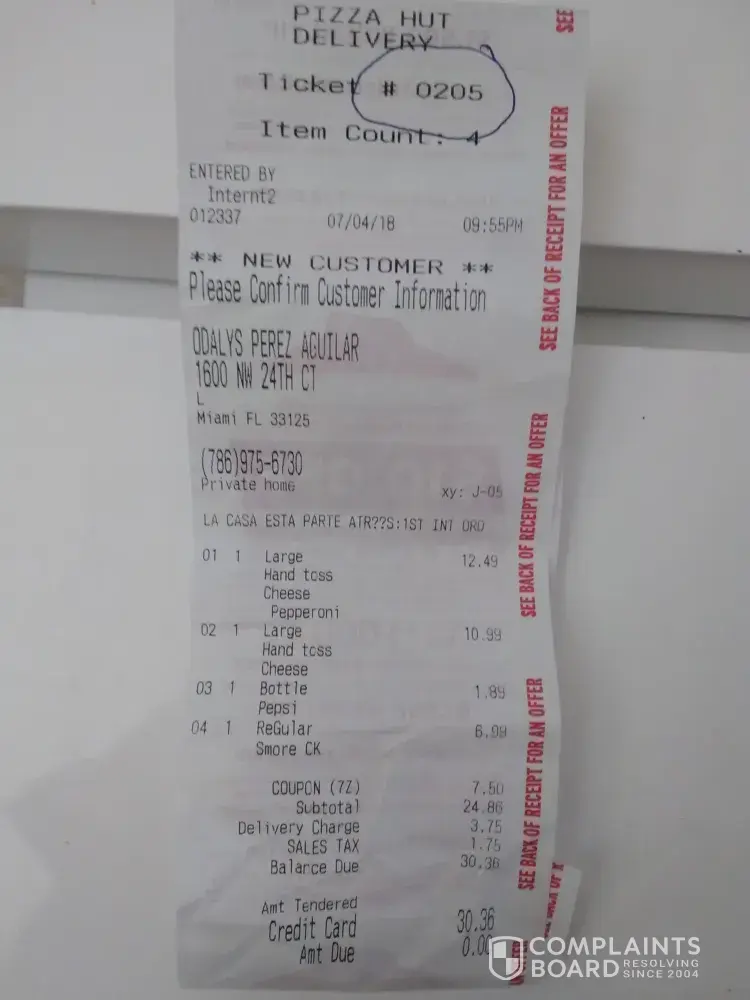 PIZZA HUT
DELIVERY
Ticket # 0205
Item Count: 4
ENTERED BY
Internt2
012337 07/04/18 09:55PM
** NEW CUSTOMER **
Please Confirm Customer Information
ODALYS PEREZ AGUILAR
1600 NW 24TH CT
L
Miami FL 33125
(786)975-6730
Private home xy: J-05
LA CASA ESTA PARTE ATR??S:1ST INT ORD
01 1 Large 12.49
Hand toss
Cheese
Pepperoni
02 1 Large 10.99
Hand toss
Cheese
03 1 Bottle 1.89
Pepsi
04 1 ReGular 6.99
Smore CK
COUPON (7Z) 7.50
Subtotal 24.86
Delivery Charge 3.75
SALES TAX 1.75
Balance Due 30.36
Amt Tendered
Credit Card 30.36
Amt Due 0.00
SEE
SEE BACK OF RECEIPT FOR AN OFFER
SEE BACK OF RECEIPT FOR AN OFFER
SEE BACK OF RECEIPT FOR AN OFFER
COMPLAINTS
BOARD RESOLVING
SINCE 2004